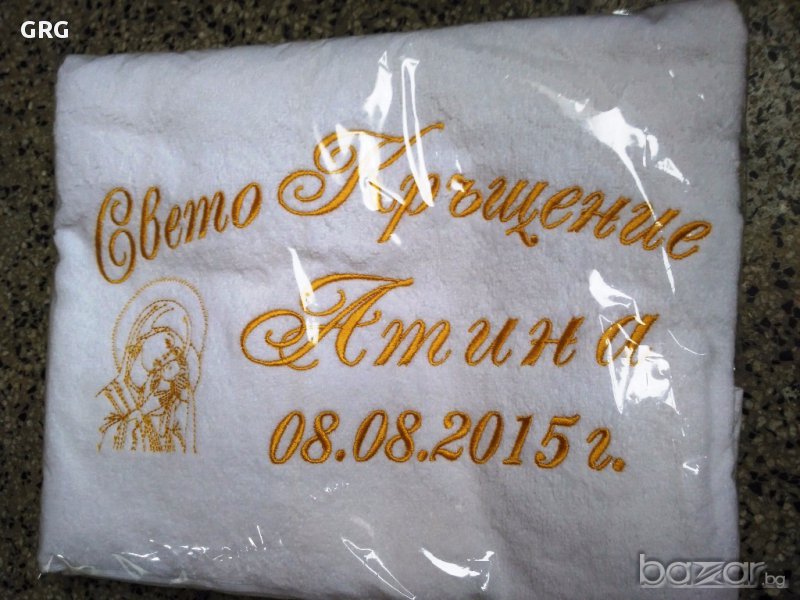 GRG
Свето Кръщение
Атина
08.08.2015 г.
bazar.bg